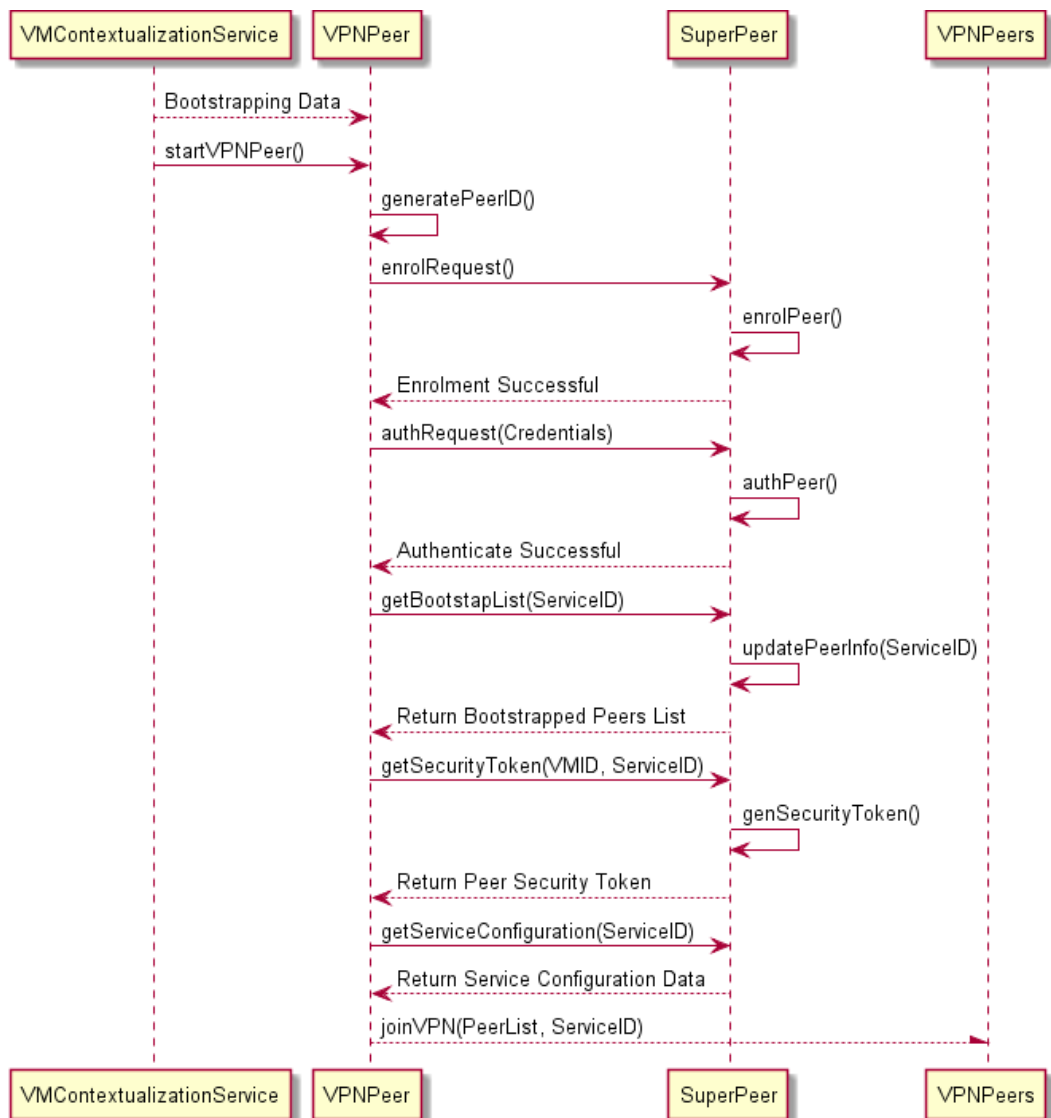 VMContextualizationService
VPNPeer
SuperPeer
VPNPeers
Bootstrapping Data
startVPNPeer()
generatePeerID()
enrolRequest()
enrolPeer()
Enrolment Successful
authRequest(Credentials)
authPeer()
Authenticate Successful
getBootstapList(ServiceID)
updatePeerInfo(ServiceID)
Return Bootstrapped Peers List
getSecurityToken(VMID, ServiceID)
genSecurityToken()
Return Peer Security Token
getServiceConfiguration(ServiceID)
Return Service Configuration Data
joinVPN(PeerList, ServiceID)
VMContextualizationService
VPNPeer
SuperPeer
VPNPeers